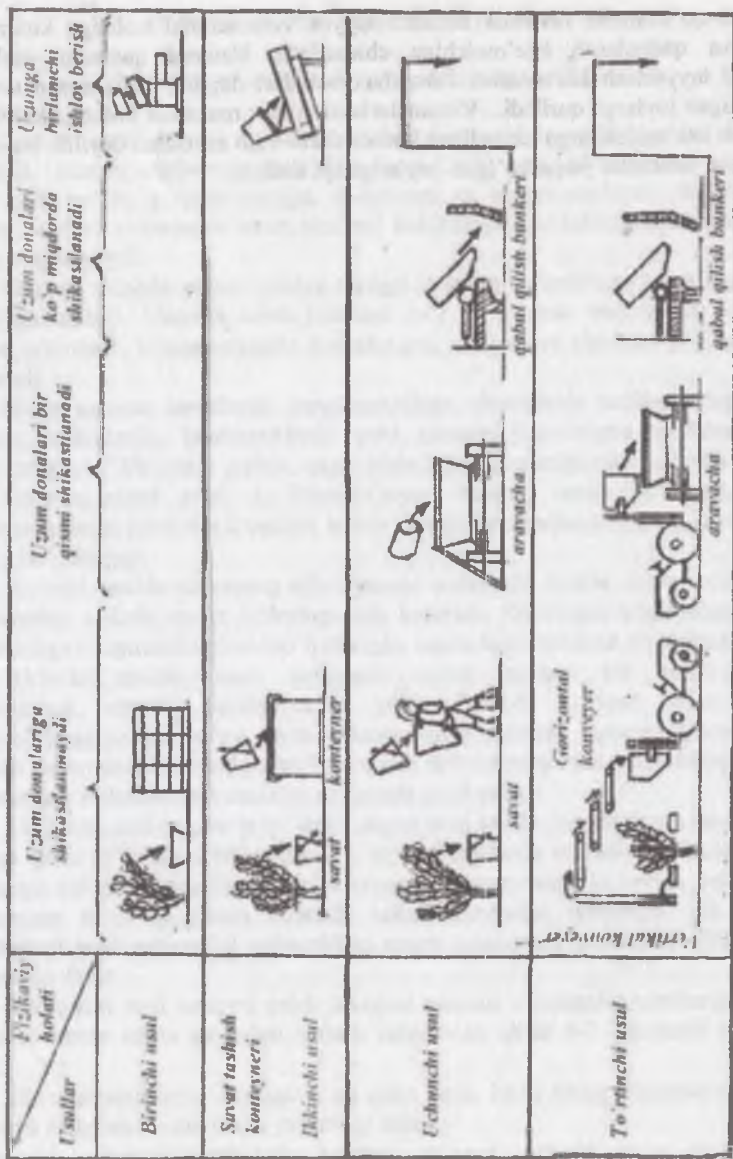 Fizikaviy
holati
Usullar
Uzum donalariga
shikastlanmaydi
Uzum donalari bir
qismi shikastlanadi
Uzum donalari
ko'p miqdorda
shikastlanadi
Uzumga
birlamchi
ishlov berish
Birinchi usul
Savat tashish
konteyneri
Ikkinchi usul
savat
konteyner
Uchunchi usul
savat
aravacha
qabul qilish bunkeri
To'rtinchi usul
Vertikal konveyer
Gorizontal
konveyer
aravacha
qabul qilish bunkeri